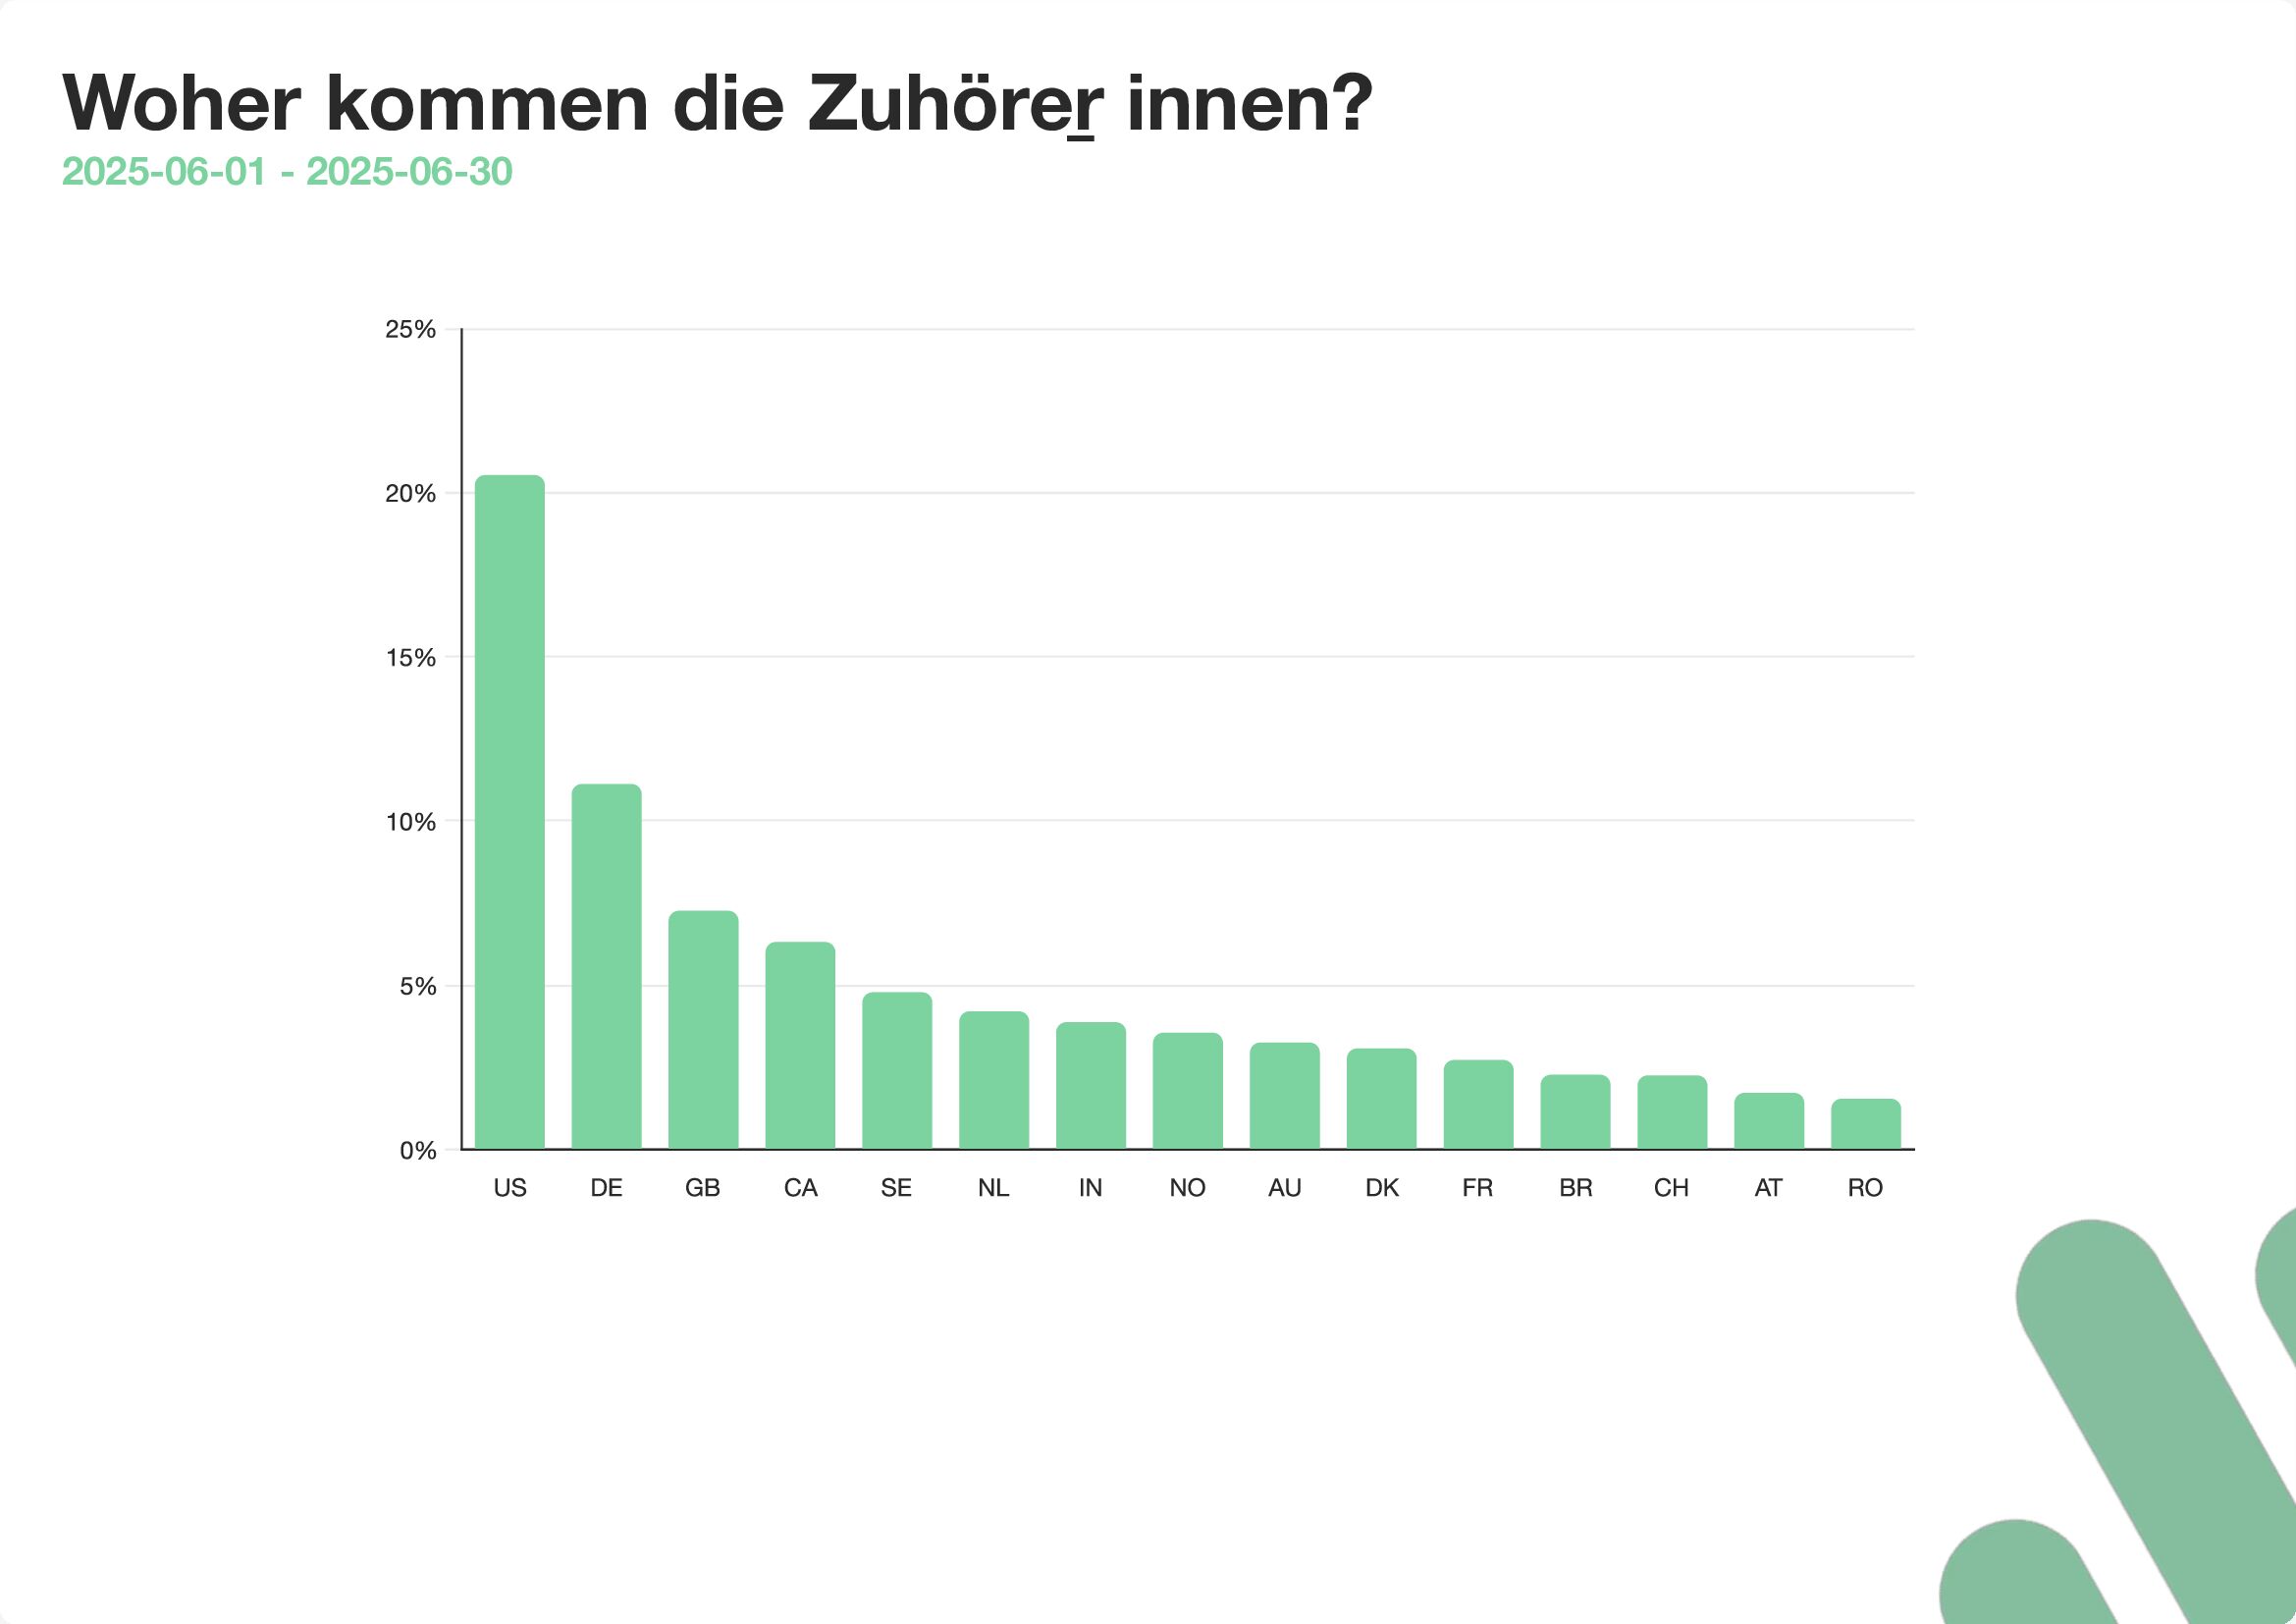 Woher kommen die Zuhörer_innen?
2025-06-01 - 2025-06-30
25%
20%
15%
10%
5%
0%
US DE GB CA SE NL IN NO AU DK FR BR CH AT RO